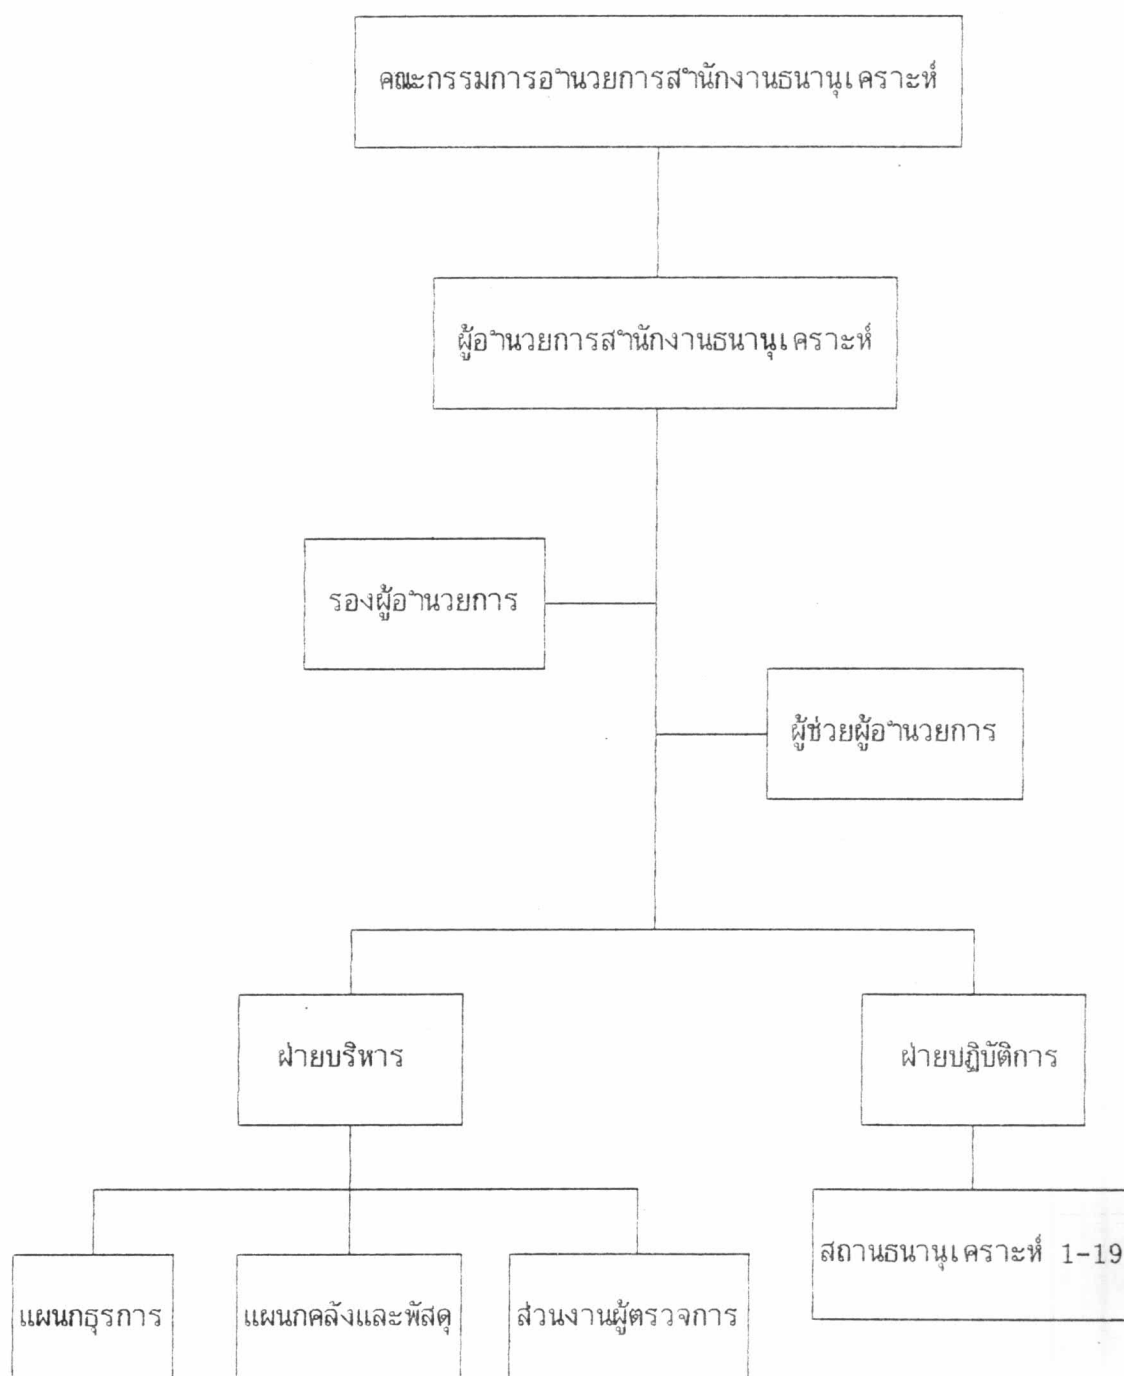 คณะกรรมการอำนวยการสำนักงานธนานุเคราะห์
ผู้อำนวยการสำนักงานธนานุเคราะห์
รองผู้อำนวยการ
ผู้ช่วยผู้อำนวยการ
ฝ่ายบริหาร
ฝ่ายปฏิบัติการ
สถานธนานุเคราะห์ 1-19
แผนกธุรการ
แผนกคลังและพัสดุ
ส่วนงานผู้ตรวจการ